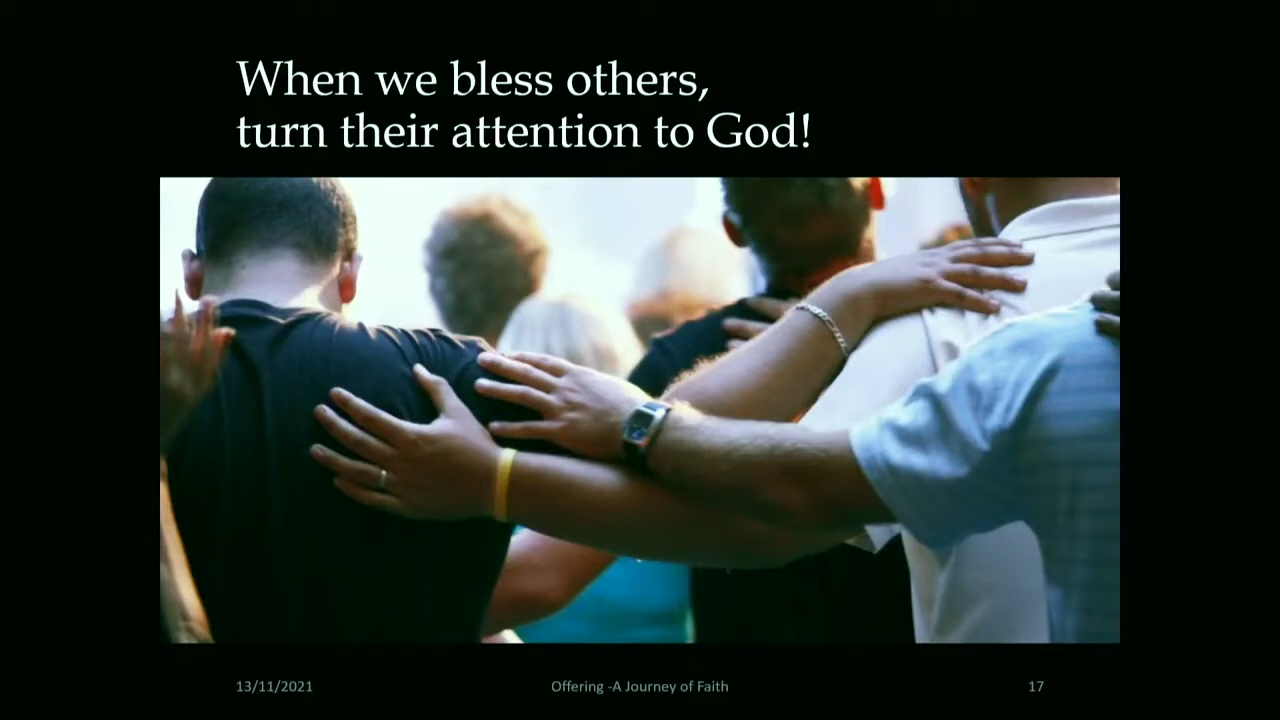 When we bless others,
turn their attention to God!
13/11/2021
Offering -A Journey of Faith
17